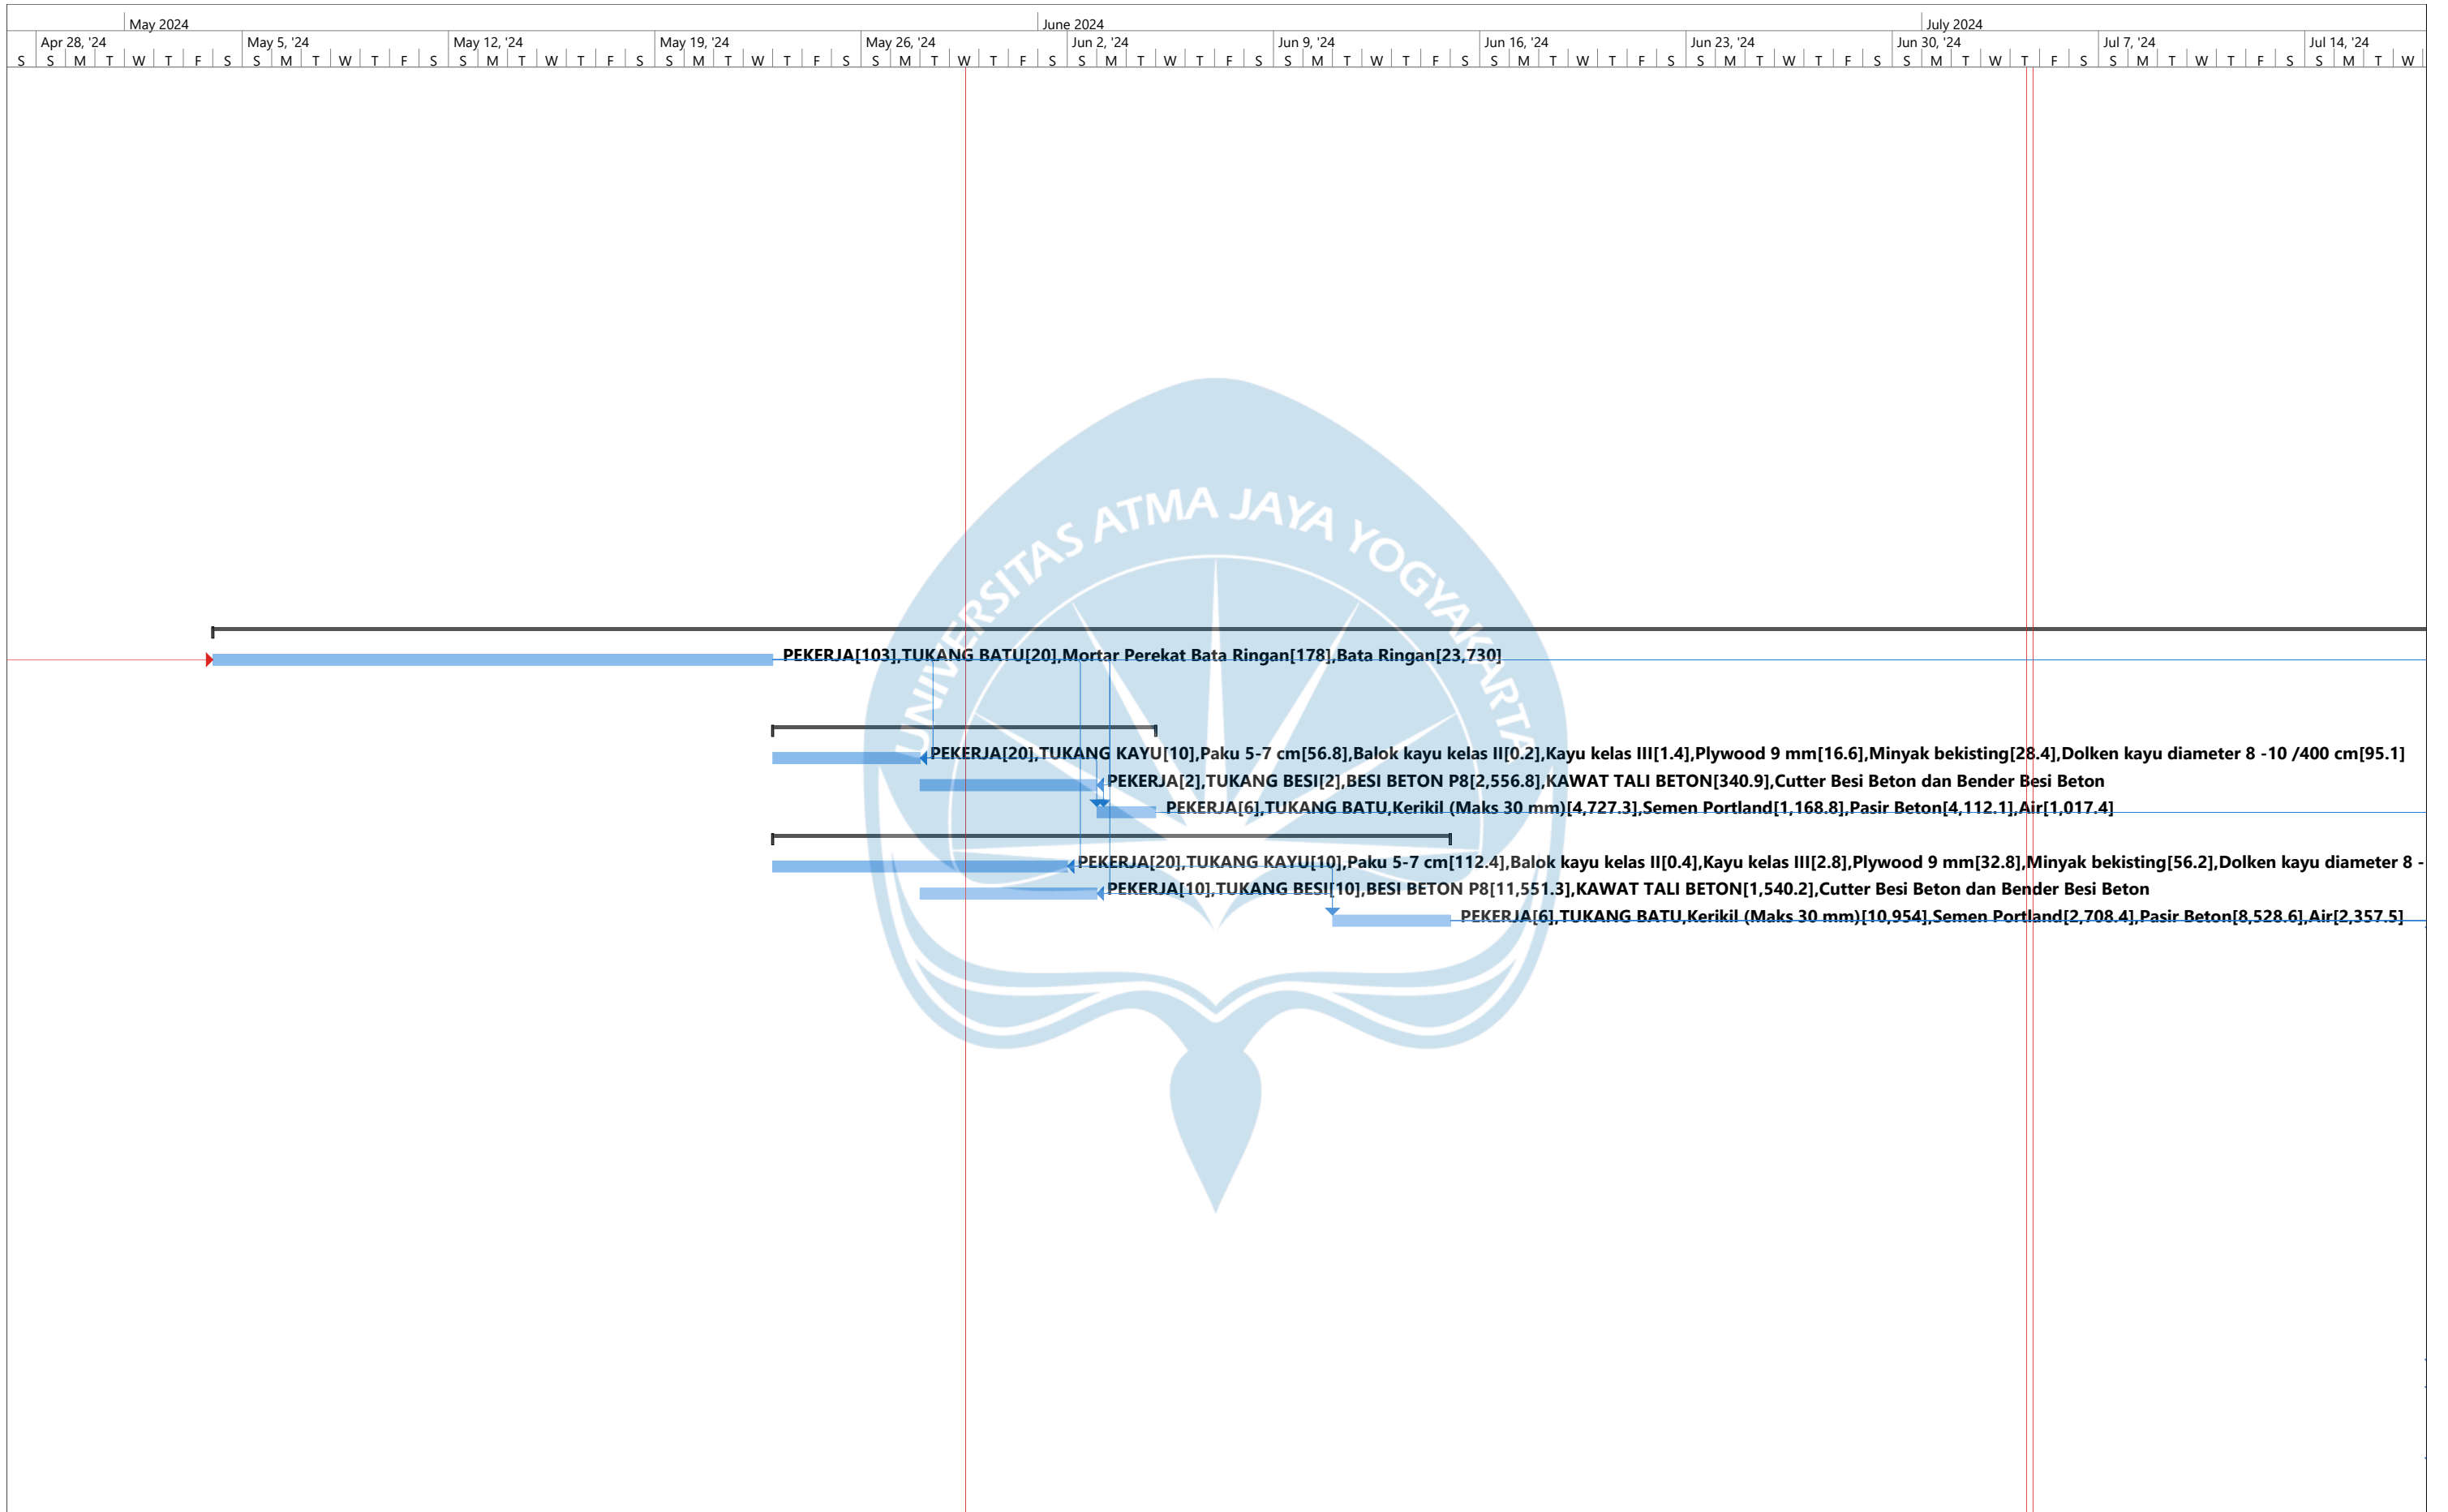 May 2024 June 2024 July 2024
Apr 28, '24 May 5, '24 May 12, '24 May 19, '24 May 26, '24 Jun 2, '24 Jun 9, '24 Jun 16, '24 Jun 23, '24 Jun 30, '24 Jul 7, '24 Jul 14, '24
S S M T W T F S S M T W T F S S M T W T F S S M T W T F S S M T W T F S S M T W T F S S M T W T F S S M T W T F S S M T W T F S S M T W T F S S M T W T F S S M T W
UNIVERSITAS ATMA JAYA YOGYAKARTA
PEKERJA[103],TUKANG BATU[20],Mortar Perekat Bata Ringan[178],Bata Ringan[23,730]
PEKERJA[20],TUKANG KAYU[10],Paku 5-7 cm[56.8],Balok kayu kelas II[0.2],Kayu kelas III[1.4],Plywood 9 mm[16.6],Minyak bekisting[28.4],Dolken kayu diameter 8 -10 /400 cm[95.1]
PEKERJA[2],TUKANG BESI[2],BESI BETON P8[2,556.8],KAWAT TALI BETON[340.9],Cutter Besi Beton dan Bender Besi Beton
PEKERJA[6],TUKANG BATU,Kerikil (Maks 30 mm)[4,727.3],Semen Portland[1,168.8],Pasir Beton[4,112.1],Air[1,017.4]
PEKERJA[20],TUKANG KAYU[10],Paku 5-7 cm[112.4],Balok kayu kelas II[0.4],Kayu kelas III[2.8],Plywood 9 mm[32.8],Minyak bekisting[56.2],Dolken kayu diameter 8 -
PEKERJA[10],TUKANG BESI[10],BESI BETON P8[11,551.3],KAWAT TALI BETON[1,540.2],Cutter Besi Beton dan Bender Besi Beton
PEKERJA[6],TUKANG BATU,Kerikil (Maks 30 mm)[10,954],Semen Portland[2,708.4],Pasir Beton[8,528.6],Air[2,357.5]